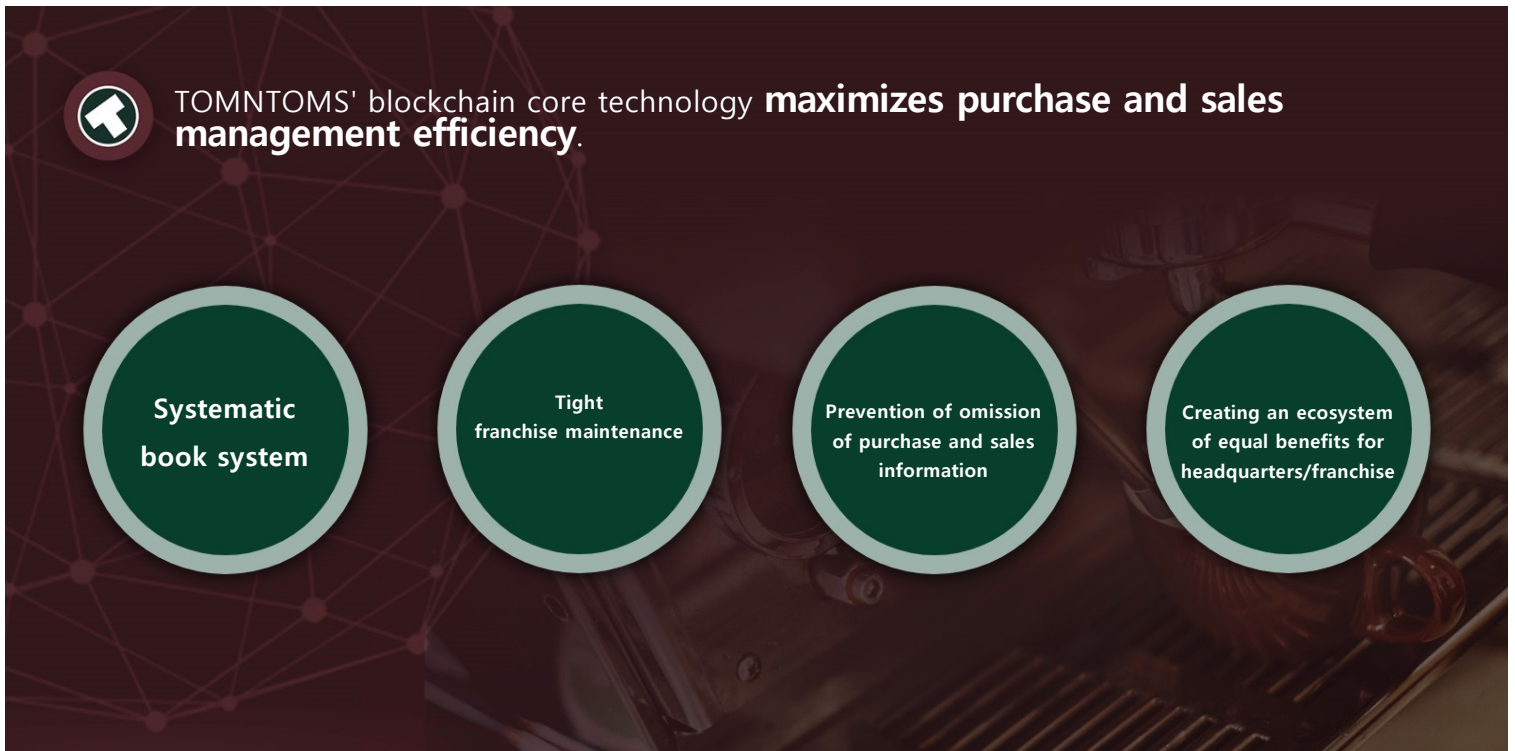 TOMNTOMS' blockchain core technology maximizes purchase and sales
management efficiency.
Systematic
book system
Tight
franchise maintenance
Prevention of omission
of purchase and sales
information
Creating an ecosystem
of equal benefits for
headquarters/franchise